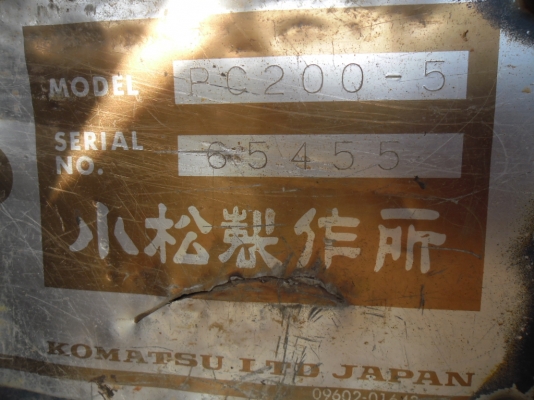 MODEL PC200-5
SERIAL NO. 65455
小松製作所
KOMATSU LTD JAPAN